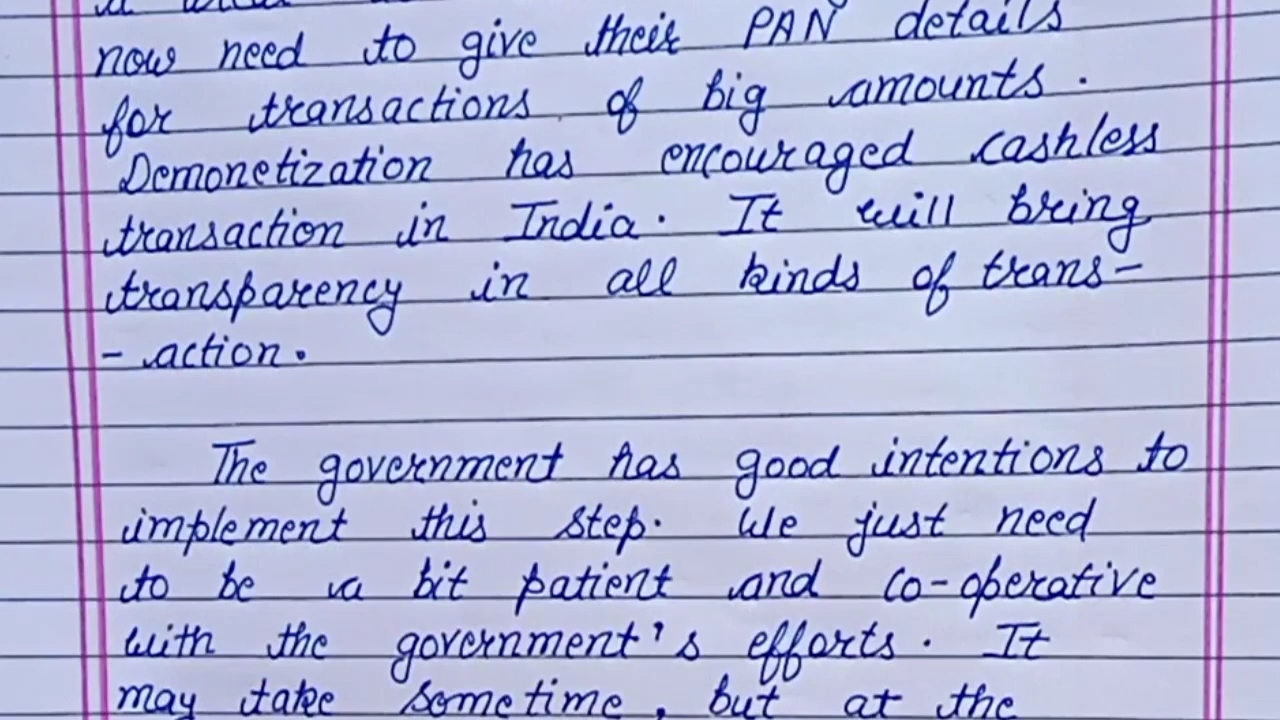 now need to give their PAN details
for transactions of big amounts.
Demonetization has encouraged cashless
transaction in India. It will bring
transparency in all kinds of trans-
- action.
The government has good intentions to
implement this step. We just need
to be a bit patient and co-operative
with the government's efforts. It
may take sometime, but at the